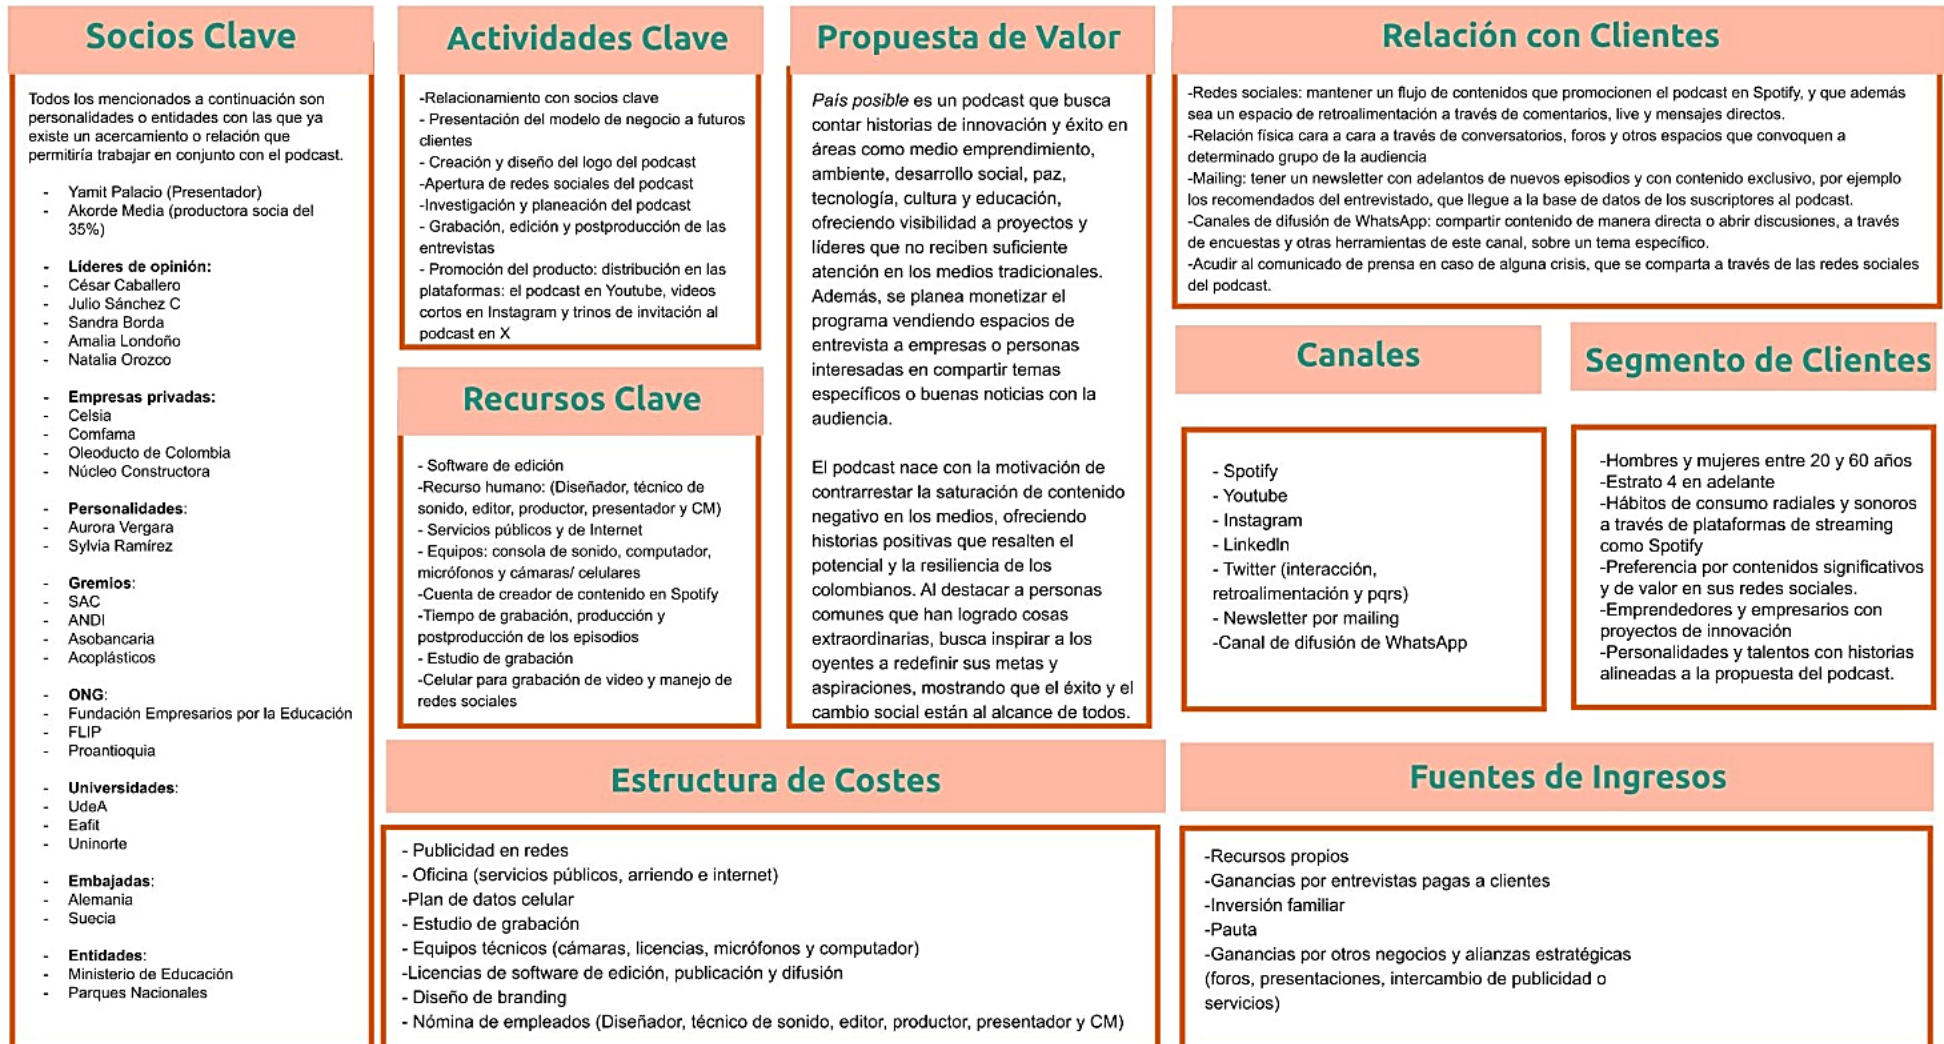 Socios Clave
Todos los mencionados a continuación son
personalidades o entidades con las que ya
existe un acercamiento o relación que
permitiría trabajar en conjunto con el podcast.
- Yamit Palacio (Presentador)
- Akorde Media (productora socia del
35%)
- Líderes de opinión:
- César Caballero
- Julio Sánchez C
- Sandra Borda
- Amalia Londoño
- Natalia Orozco
- Empresas privadas:
- Celsia
- Comfama
- Oleoducto de Colombia
- Núcleo Constructora
- Personalidades:
- Aurora Vergara
- Sylvia Ramírez
- Gremios:
- SAC
- ANDI
- Asobancaria
- Acoplásticos
- ONG:
- Fundación Empresarios por la Educación
- FLIP
- Proantioquia
- Universidades:
- UdeA
- Eafit
- Uninorte
- Embajadas:
- Alemania
- Suecia
- Entidades:
- Ministerio de Educación
- Parques Nacionales
Actividades Clave
-Relacionamiento con socios clave
- Presentación del modelo de negocio a futuros
clientes
- Creación y diseño del logo del podcast
-Apertura de redes sociales del podcast
-Investigación y planeación del podcast
- Grabación, edición y postproducción de las
entrevistas
- Promoción del producto: distribución en las
plataformas: el podcast en Youtube, videos
cortos en Instagram y trinos de invitación al
podcast en X
Recursos Clave
- Software de edición
-Recurso humano: (Diseñador, técnico de
sonido, editor, productor, presentador y CM)
- Servicios públicos y de Internet
- Equipos: consola de sonido, computador,
micrófonos y cámaras/ celulares
-Cuenta de creador de contenido en Spotify
-Tiempo de grabación, producción y
postproducción de los episodios
- Estudio de grabación
-Celular para grabación de video y manejo de
redes sociales
Propuesta de Valor
País posible es un podcast que busca
contar historias de innovación y éxito en
áreas como medio emprendimiento,
ambiente, desarrollo social, paz,
tecnología, cultura y educación,
ofreciendo visibilidad a proyectos y
líderes que no reciben suficiente
atención en los medios tradicionales.
Además, se planea monetizar el
programa vendiendo espacios de
entrevista a empresas o personas
interesadas en compartir temas
específicos o buenas noticias con la
audiencia.
El podcast nace con la motivación de
contrarrestar la saturación de contenido
negativo en los medios, ofreciendo
historias positivas que resalten el
potencial y la resiliencia de los
colombianos. Al destacar a personas
comunes que han logrado cosas
extraordinarias, busca inspirar a los
oyentes a redefinir sus metas y
aspiraciones, mostrando que el éxito y el
cambio social están al alcance de todos.
Relación con Clientes
-Redes sociales: mantener un flujo de contenidos que promocionen el podcast en Spotify, y que además
sea un espacio de retroalimentación a través de comentarios, live y mensajes directos.
-Relación física cara a cara a través de conversatorios, foros y otros espacios que convoquen a
determinado grupo de la audiencia
-Mailing: tener un newsletter con adelantos de nuevos episodios y con contenido exclusivo, por ejemplo
los recomendados del entrevistado, que llegue a la base de datos de los suscriptores al podcast.
-Canales de difusión de WhatsApp: compartir contenido de manera directa o abrir discusiones, a través
de encuestas y otras herramientas de este canal, sobre un tema específico.
-Acudir al comunicado de prensa en caso de alguna crisis, que se comparta a través de las redes sociales
del podcast.
Canales
- Spotify
- Youtube
- Instagram
- LinkedIn
- Twitter (interacción,
retroalimentación y pqrs)
- Newsletter por mailing
-Canal de difusión de WhatsApp
Segmento de Clientes
-Hombres y mujeres entre 20 y 60 años
-Estrato 4 en adelante
-Hábitos de consumo radiales y sonoros
a través de plataformas de streaming
como Spotify
-Preferencia por contenidos significativos
y de valor en sus redes sociales.
-Emprendedores y empresarios con
proyectos de innovación
-Personalidades y talentos con historias
alineadas a la propuesta del podcast.
Estructura de Costes
- Publicidad en redes
- Oficina (servicios públicos, arriendo e internet)
-Plan de datos celular
- Estudio de grabación
- Equipos técnicos (cámaras, licencias, micrófonos y computador)
-Licencias de software de edición, publicación y difusión
- Diseño de branding
- Nómina de empleados (Diseñador, técnico de sonido, editor, productor, presentador y CM)
Fuentes de Ingresos
-Recursos propios
-Ganancias por entrevistas pagas a clientes
-Inversión familiar
-Pauta
-Ganancias por otros negocios y alianzas estratégicas
(foros, presentaciones, intercambio de publicidad o
servicios)